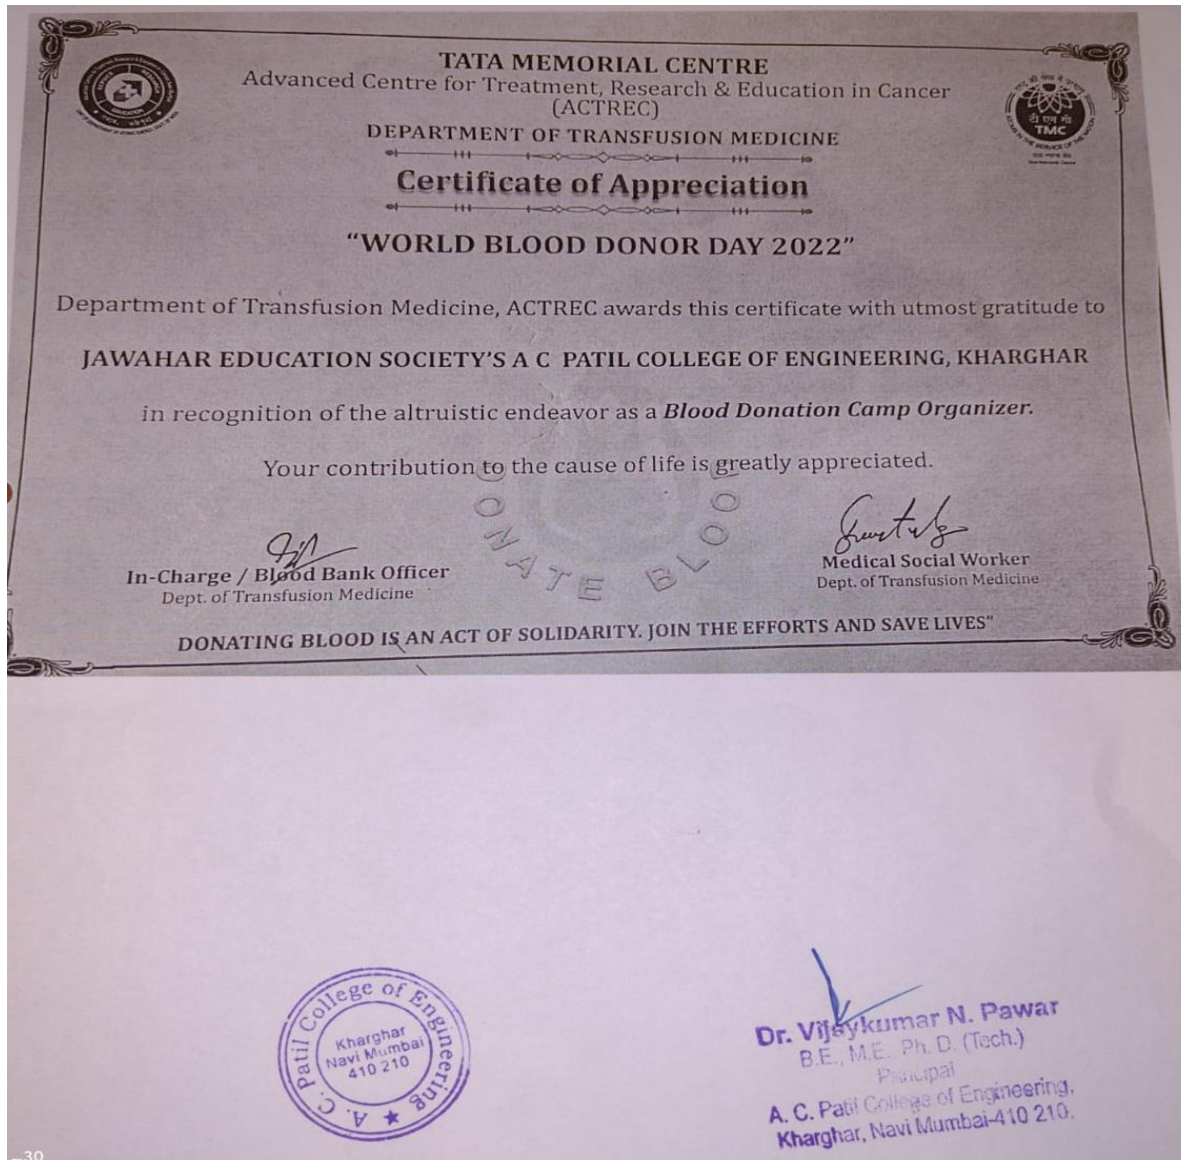 TATA MEMORIAL CENTRE
Advanced Centre for Treatment, Research & Education in Cancer
(ACTREC)
DEPARTMENT OF TRANSFUSION MEDICINE
Certificate of Appreciation
“WORLD BLOOD DONOR DAY 2022”
Department of Transfusion Medicine, ACTREC awards this certificate with utmost gratitude to
JAWAHAR EDUCATION SOCIETY'S A C PATIL COLLEGE OF ENGINEERING, KHARGHAR
in recognition of the altruistic endeavor as a Blood Donation Camp Organizer.
Your contribution to the cause of life is greatly appreciated.
ONATE BLOO
In-Charge / Blood Bank Officer
Dept. of Transfusion Medicine
Medical Social Worker
Dept. of Transfusion Medicine
DONATING BLOOD IS AN ACT OF SOLIDARITY. JOIN THE EFFORTS AND SAVE LIVES"
टी एम सी
TMC
A. C. Patil College of Engineering
Kharghar
Navi Mumbai
410 210
Dr. Vijaykumar N. Pawar
B.E., M.E. Ph. D. (Tech.)
Principal
A. C. Patil College of Engineering,
Kharghar, Navi Mumbai-410 210.
30